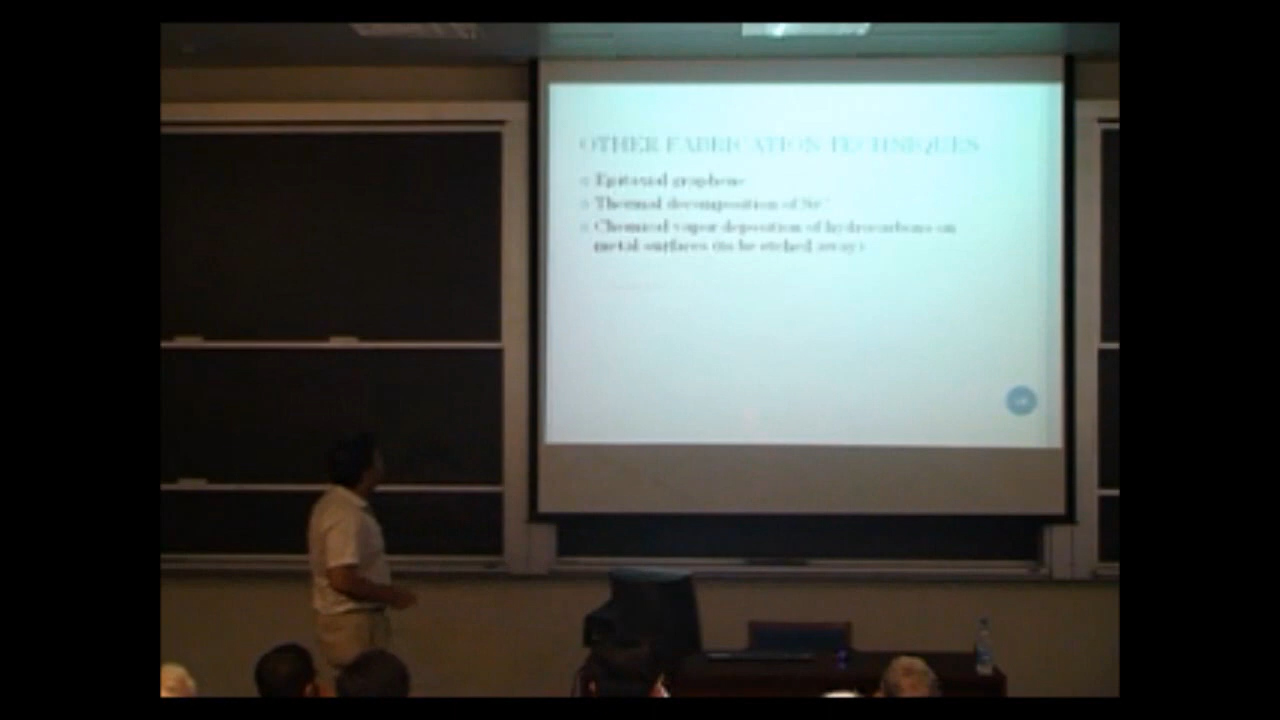 OTHER FABRICATION TECHNIQUES
Epitaxial graphene
Thermal decomposition of SiC
Chemical vapor deposition of hydrocarbons on
metal surfaces (to be etched away)